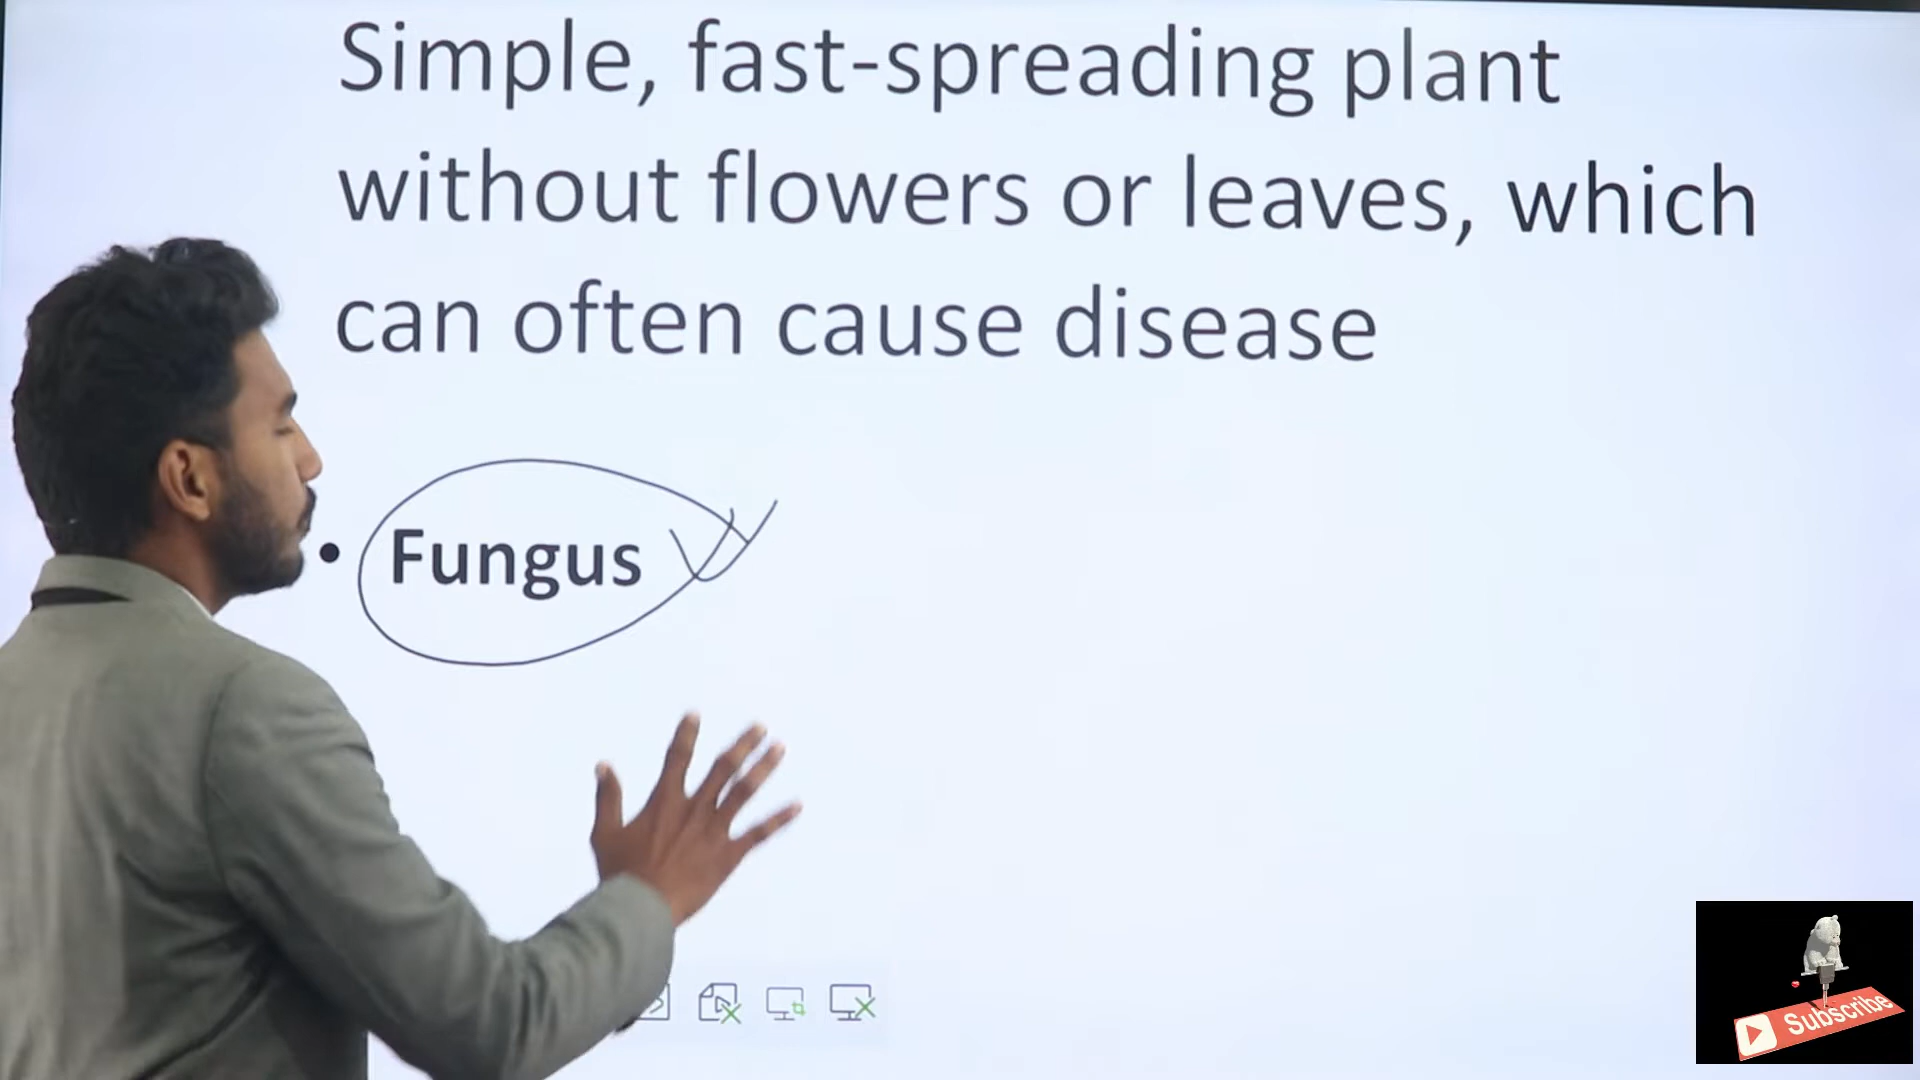 Simple, fast-spreading plant
without flowers or leaves, which
can often cause disease
• Fungus
Subscribe